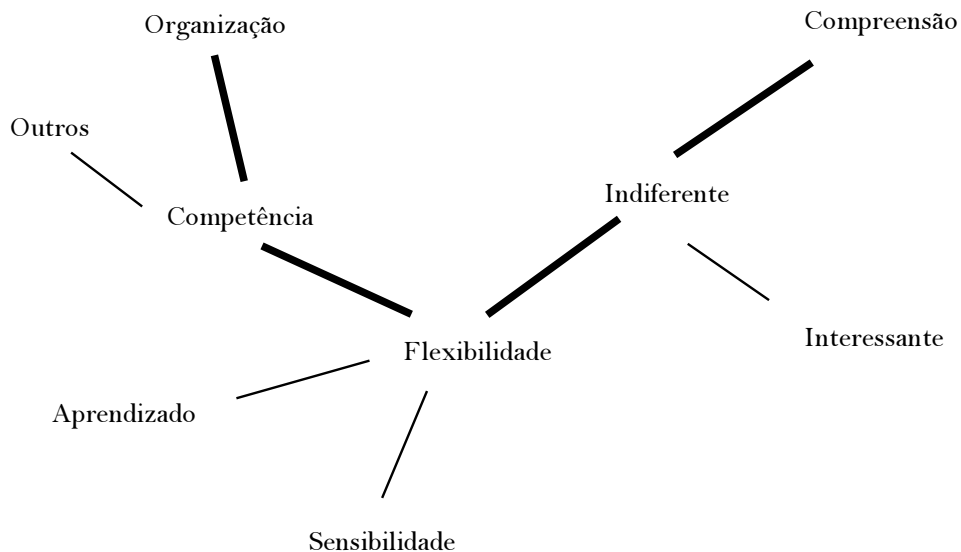 Organização
Compreensão
Outros
Indiferente
Competência
Interessante
Flexibilidade
Aprendizado
Sensibilidade